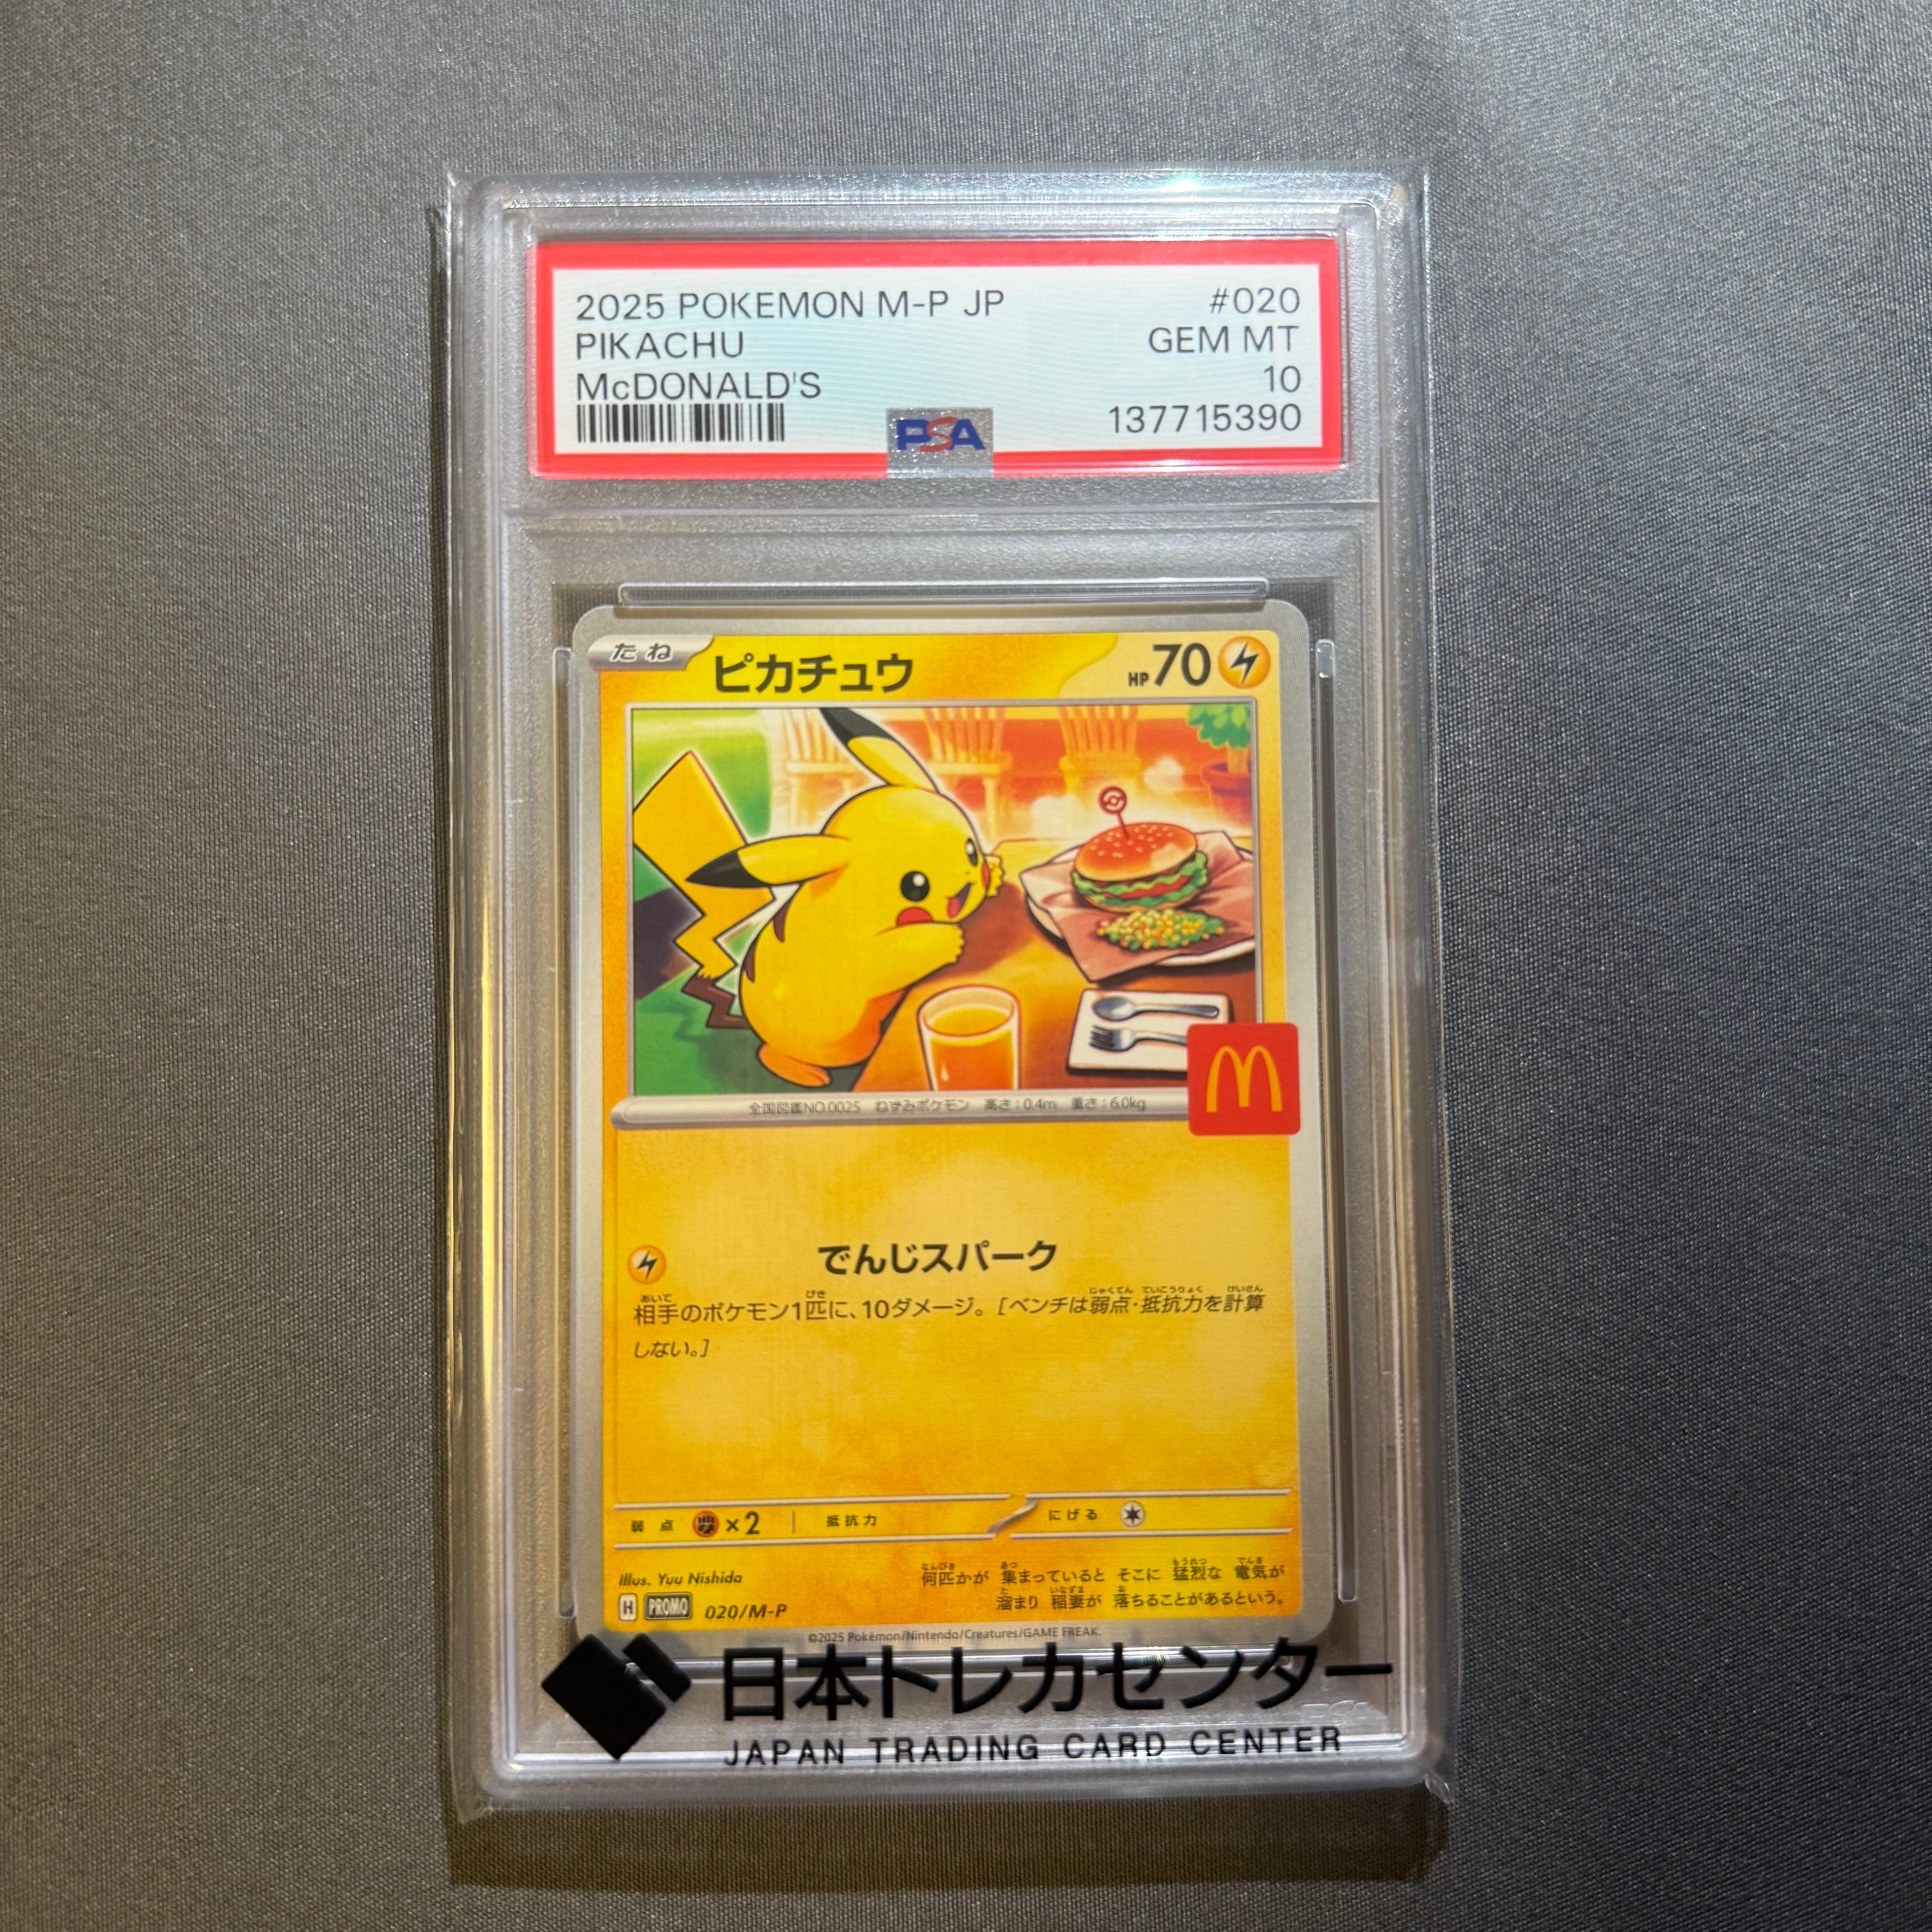 2025 POKEMON M-P JP #020
PIKACHU GEM MT
McDONALD'S 10
PSA 137715390
たね ピカチュウ HP70
M
全国図鑑NO.0025 ねずみポケモン 高さ:0.4m 重さ:6.0kg
でんじスパーク
相手のポケモン1匹に、10ダメージ。[ベンチは弱点・抵抗力を計算
しない。]
弱点 ×2 抵抗力 にげる
Illus. Yuu Nishida
何匹かが 集まっていると そこに 猛烈な 電気が
溜まり 稲妻が 落ちることがあるという。
H PROMO 020/M-P
©2025 Pokémon/Nintendo/Creatures/GAME FREAK.
日本トレカセンター
JAPAN TRADING CARD CENTER